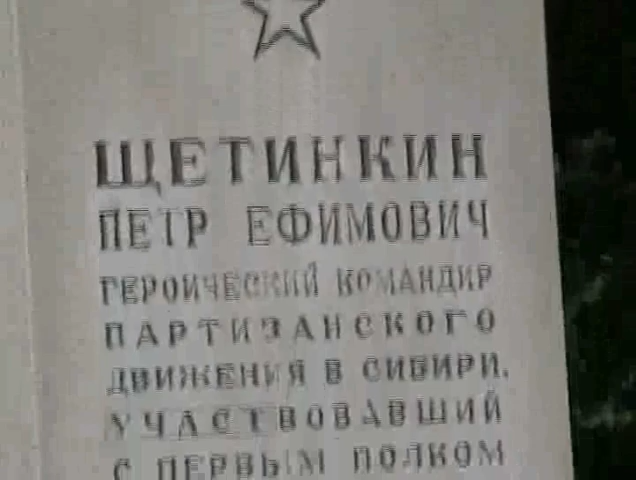 ЩЕТИНКИН
ПЕТР ЕФИМОВИЧ
ГЕРОИЧЕСКИЙ КОМАНДИР
ПАРТИЗАНСКОГО
ДВИЖЕНИЯ В СИБИРИ,
УЧАСТВОВАВШИЙ
С ПЕРВЫМ ПОЛКОМ